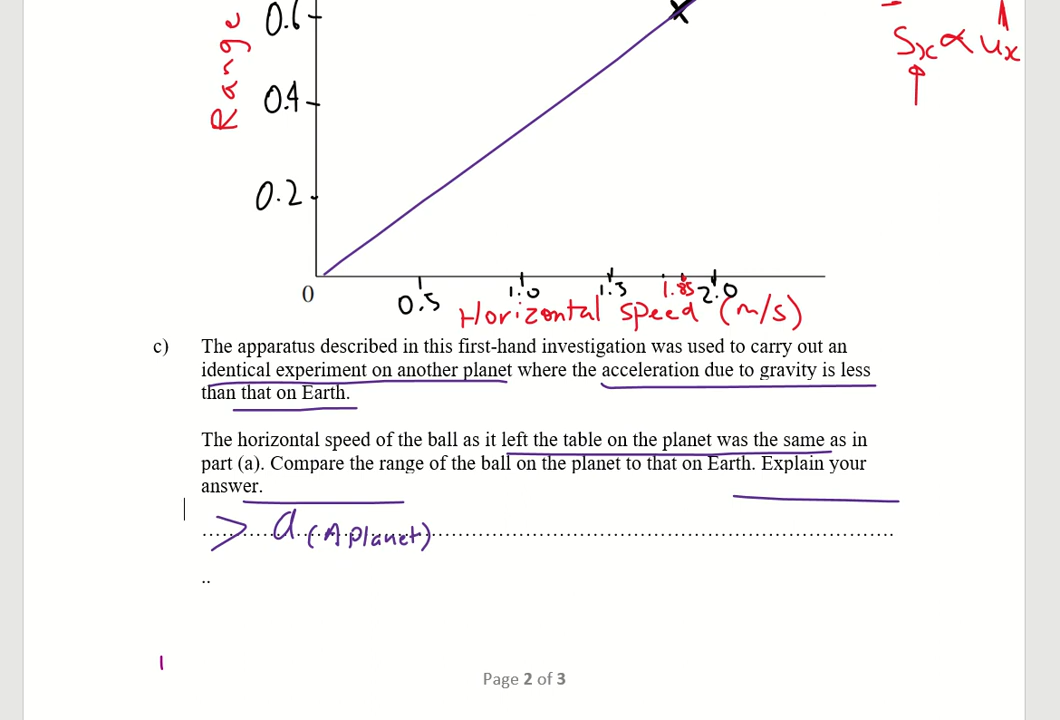 Range
0.6
0.4
0.2
0
0.5
1.0
1.5
1.85
2.0
Horizontal speed (m/s)
Sx ∝ ux
c) The apparatus described in this first-hand investigation was used to carry out an
identical experiment on another planet where the acceleration due to gravity is less
than that on Earth.
The horizontal speed of the ball as it left the table on the planet was the same as in
part (a). Compare the range of the ball on the planet to that on Earth. Explain your
answer.
> a (A planet)
Page 2 of 3